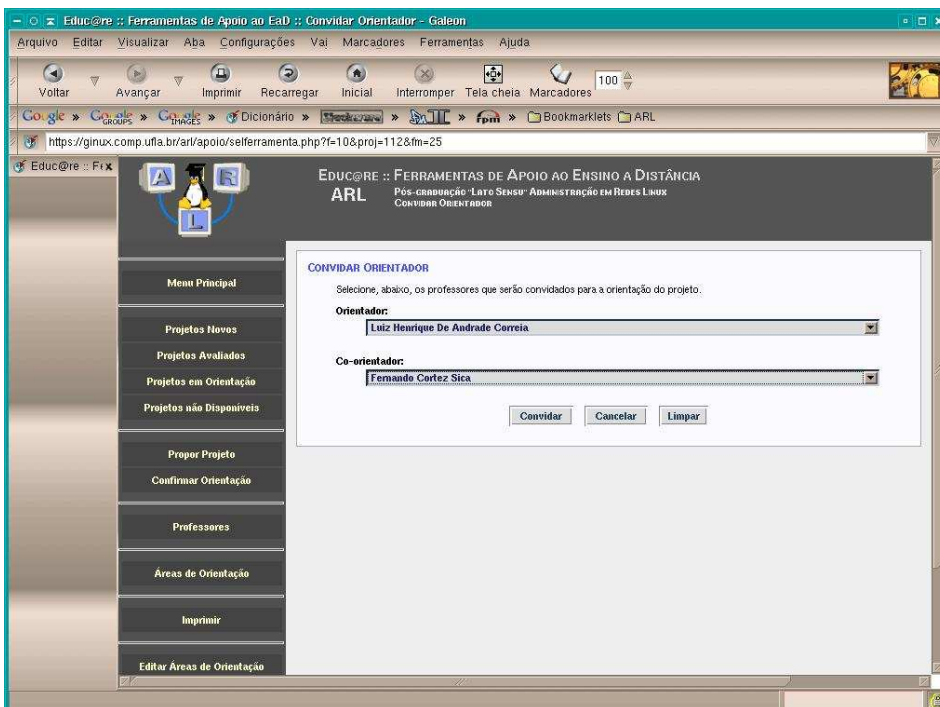 Educ@re :: Ferramentas de Apoio ao EaD :: Convidar Orientador - Galeon
Arquivo Editar Visualizar Aba Configurações Vai Marcadores Ferramentas Ajuda
Voltar Avançar Imprimir Recarregar Inicial Interromper Tela cheia Marcadores 100
Google » Google GROUPS » Google IMAGES » Dicionário » » » fpm » Bookmarklets ARL
https://ginux.comp.ufla.br/arl/apoio/selferramenta.php?f=10&proj=112&fm=25
Educ@re :: Fe
A R L
EDUC@RE :: FERRAMENTAS DE APOIO AO ENSINO A DISTÂNCIA
ARL PÓS-GRADUAÇÃO "LATO SENSU" ADMINISTRAÇÃO EM REDES LINUX
CONVIDAR ORIENTADOR
Menu Principal
Projetos Novos
Projetos Avaliados
Projetos em Orientação
Projetos não Disponíveis
Propor Projeto
Confirmar Orientação
Professores
Áreas de Orientação
Imprimir
Editar Áreas de Orientação
CONVIDAR ORIENTADOR
Selecione, abaixo, os professores que serão convidados para a orientação do projeto.
Orientador:
Luiz Henrique De Andrade Correia
Co-orientador:
Fernando Cortez Sica
Convidar Cancelar Limpar